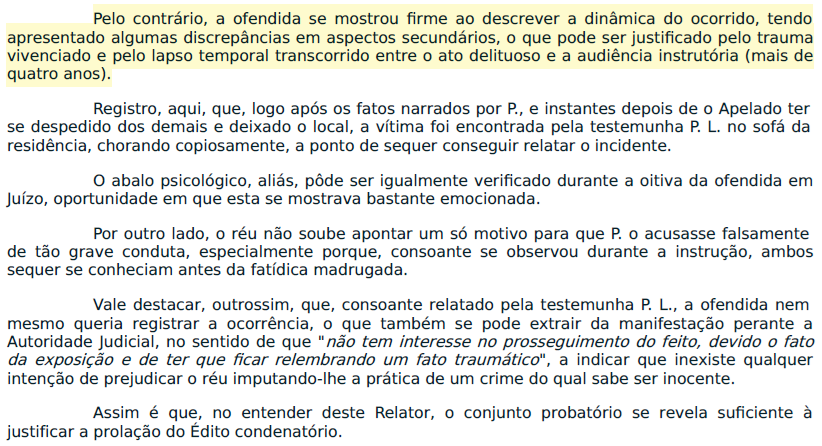 Pelo contrário, a ofendida se mostrou firme ao descrever a dinâmica do ocorrido, tendo
apresentado algumas discrepâncias em aspectos secundários, o que pode ser justificado pelo trauma
vivenciado e pelo lapso temporal transcorrido entre o ato delituoso e a audiência instrutória (mais de
quatro anos).
Registro, aqui, que, logo após os fatos narrados por P., e instantes depois de o Apelado ter
se despedido dos demais e deixado o local, a vítima foi encontrada pela testemunha P. L. no sofá da
residência, chorando copiosamente, a ponto de sequer conseguir relatar o incidente.
O abalo psicológico, aliás, pôde ser igualmente verificado durante a oitiva da ofendida em
Juízo, oportunidade em que esta se mostrava bastante emocionada.
Por outro lado, o réu não soube apontar um só motivo para que P. o acusasse falsamente
de tão grave conduta, especialmente porque, consoante se observou durante a instrução, ambos
sequer se conheciam antes da fatídica madrugada.
Vale destacar, outrossim, que, consoante relatado pela testemunha P. L., a ofendida nem
mesmo queria registrar a ocorrência, o que também se pode extrair da manifestação perante a
Autoridade Judicial, no sentido de que "não tem interesse no prosseguimento do feito, devido o fato
da exposição e de ter que ficar relembrando um fato traumático", a indicar que inexiste qualquer
intenção de prejudicar o réu imputando-lhe a prática de um crime do qual sabe ser inocente.
Assim é que, no entender deste Relator, o conjunto probatório se revela suficiente à
justificar a prolação do Édito condenatório.